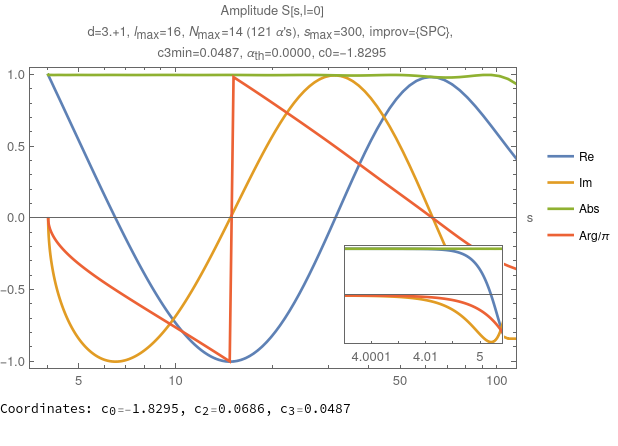 Amplitude S[s,l=0]
d=3.+1, lmax=16, Nmax=14 (121 α's), smax=300, improv={SPC},
c3min=0.0487, αth=0.0000, c0=−1.8295
1.0
0.5
0.0
−0.5
−1.0
5
10
50
100
s
Re
Im
Abs
Arg/π
4.0001
4.01
5
Coordinates: c0=-1.8295, c2=0.0686, c3=0.0487